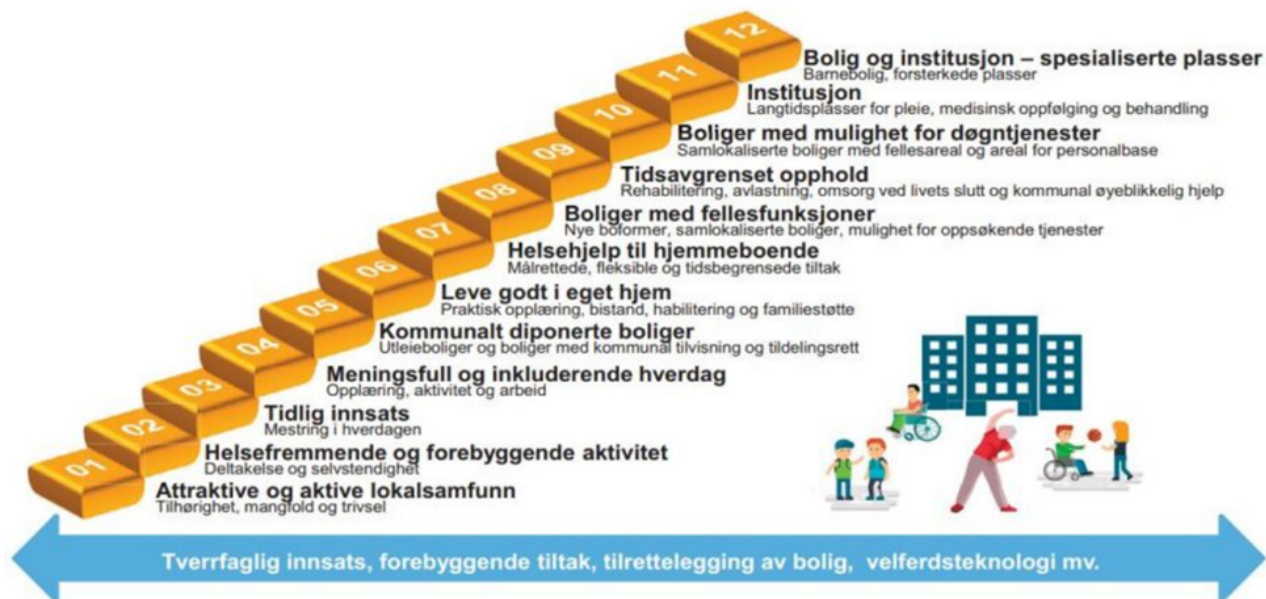 12
Bolig og institusjon – spesialiserte plasser
Barnebolig, forsterkede plasser
11
Institusjon
Langtidsplasser for pleie, medisinsk oppfølging og behandling
10
Boliger med mulighet for døgntjenester
Samlokaliserte boliger med fellesareal og areal for personalbase
09
Tidsavgrenset opphold
Rehabilitering, avlastning, omsorg ved livets slutt og kommunal øyeblikkelig hjelp
08
Boliger med fellesfunksjoner
Nye boformer, samlokaliserte boliger, mulighet for oppsøkende tjenester
07
Helsehjelp til hjemmeboende
Målrettede, fleksible og tidsbegrensede tiltak
06
Leve godt i eget hjem
Praktisk opplæring, bistand, habilitering og familiestøtte
05
Kommunalt diponerte boliger
Utleieboliger og boliger med kommunal tilvisning og tildelingsrett
04
Meningsfull og inkluderende hverdag
Opplæring, aktivitet og arbeid
03
Tidlig innsats
Mestring i hverdagen
02
Helsefremmende og forebyggende aktivitet
Deltakelse og selvstendighet
01
Attraktive og aktive lokalsamfunn
Tilhørighet, mangfold og trivsel
Tverrfaglig innsats, forebyggende tiltak, tilrettelegging av bolig, velferdsteknologi mv.